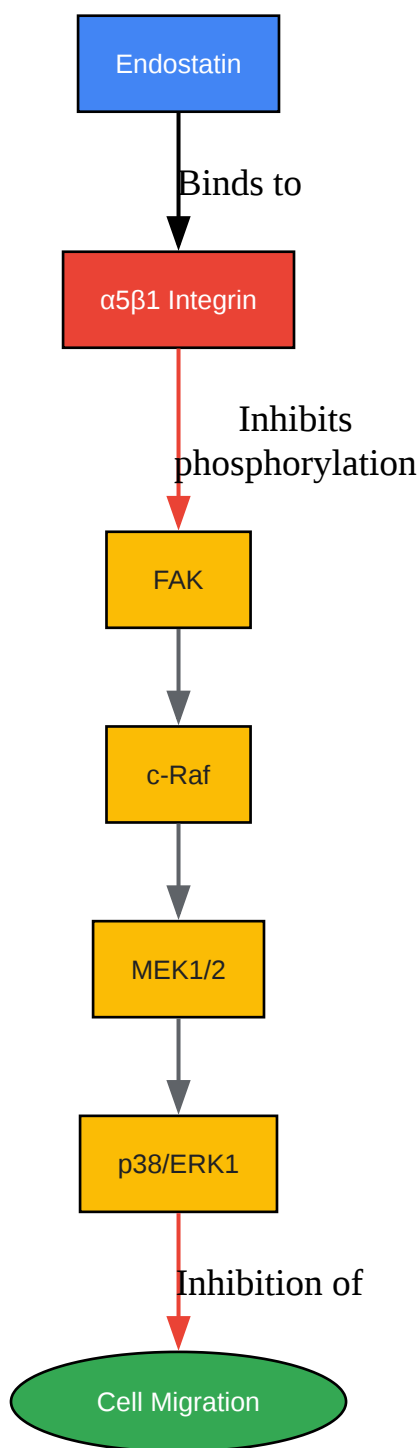 Endostatin
Binds to
α5β1 Integrin
Inhibits
phosphorylation
FAK
c-Raf
MEK1/2
p38/ERK1
Inhibition of
Cell Migration